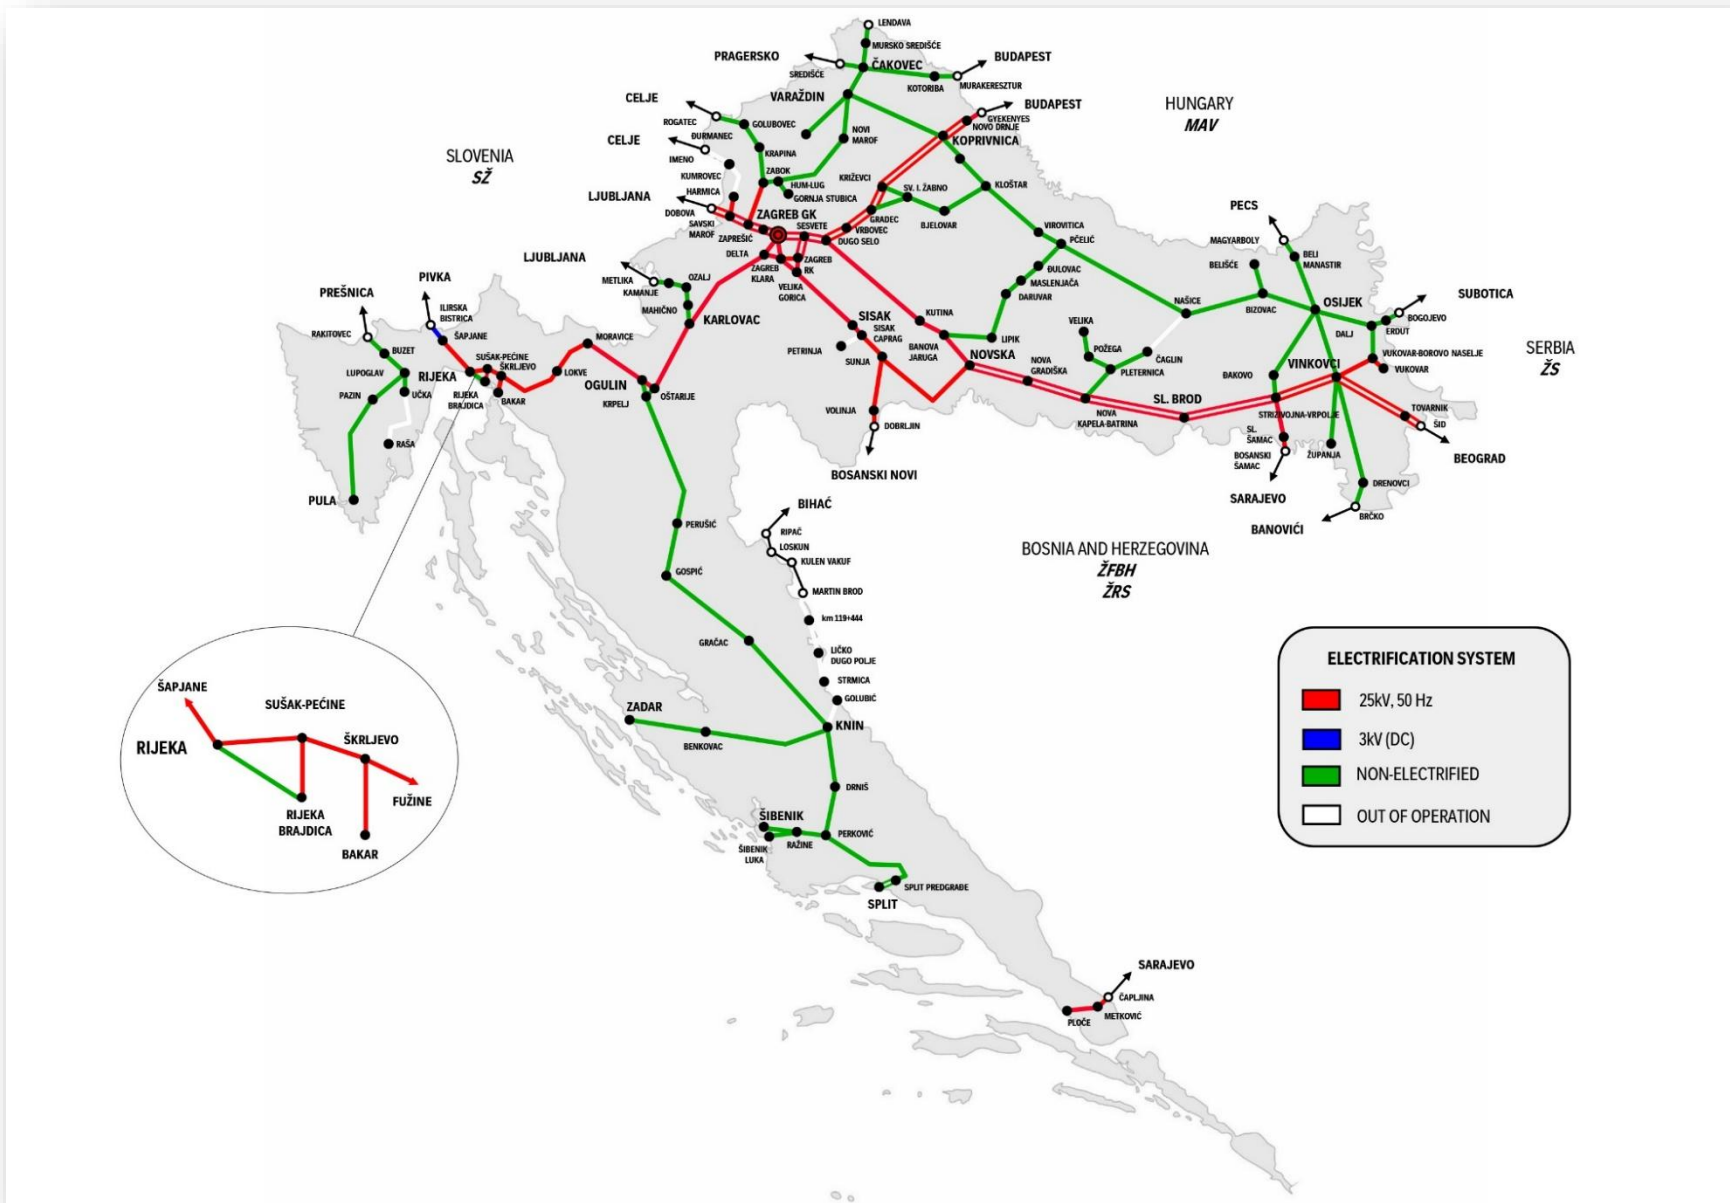 LENDAVA
MURSKO SREDIŠĆE
PRAGERSKO
ČAKOVEC
BUDAPEST
SREDIŠĆE
KOTORIBA
MURAKERESZTUR
VARAŽDIN
CELJE
BUDAPEST
HUNGARY
MAV
ROGATEC
GOLUBOVEC
GYEKENYES
NOVO DRNJE
ĐURMANEC
NOVI
MAROF
CELJE
KOPRIVNICA
SLOVENIA
SŽ
IMENO
KRAPINA
KUMROVEC
ZABOK
KRIŽEVCI
HARMICA
HUM-LUG
GORNJA STUBICA
SV. I. ŽABNO
KLOŠTAR
LJUBLJANA
DOBOVA
SAVSKI
MAROF
ZAGREB GK
ZAPREŠIĆ
SESVETE
GRADEC
VRBOVEC
DUGO SELO
BJELOVAR
PECS
VIROVITICA
PČELIĆ
MAGYARBOLY
BELI
MANASTIR
DELTA
ZAGREB
KLARA
ZAGREB
RK
VELIKA
GORICA
LJUBLJANA
METLIKA
KAMANJE
OZALJ
MAHIČNO
KARLOVAC
ĐULOVAC
MASLENJAČA
DARUVAR
BELIŠĆE
PIVKA
PREŠNICA
ILIRSKA
BISTRICA
RAKITOVEC
ŠAPJANE
BUZET
LUPOGLAV
PAZIN
UČKA
RAŠA
PULA
RIJEKA
SUŠAK-PEĆINE
ŠKRLJEVO
RIJEKA
BRAJDICA
BAKAR
LOKVE
MORAVICE
OGULIN
KRPELJ
OŠTARIJE
SISAK
SISAK
CAPRAG
PETRINJA
SUNJA
KUTINA
BANOVA
JARUGA
LIPIK
NOVSKA
NOVA
GRADIŠKA
VELIKA
POŽEGA
ČAGLIN
PLETERNICA
NAŠICE
BIZOVAC
OSIJEK
SUBOTICA
BOGOJEVO
ERDUT
DALJ
SERBIA
ŽS
VUKOVAR-BOROVO NASELJE
VUKOVAR
ĐAKOVO
VINKOVCI
VOLINJA
DOBRLJIN
BOSANSKI NOVI
NOVA
KAPELA-BATRINA
SL. BROD
STRIZIVOJNA-VRPOLJE
TOVARNIK
ŠID
BEOGRAD
SL.
ŠAMAC
BOSANSKI
ŠAMAC
ŽUPANJA
SARAJEVO
DRENOVCI
BRČKO
BANOVIĆI
BOSNIA AND HERZEGOVINA
ŽFBH
ŽRS
PERUŠIĆ
GOSPIĆ
BIHAĆ
RIPAČ
LOSKUN
KULEN VAKUF
MARTIN BROD
km 119+444
LIČKO
DUGO POLJE
STRMICA
GOLUBIĆ
GRAČAC
ZADAR
BENKOVAC
KNIN
DRNIŠ
ŠIBENIK
ŠIBENIK
LUKA
RAŽINE
PERKOVIĆ
SPLIT PREDGRAĐE
SPLIT
SARAJEVO
ČAPLJINA
METKOVIĆ
PLOČE
ŠAPJANE
SUŠAK-PEĆINE
RIJEKA
ŠKRLJEVO
FUŽINE
RIJEKA
BRAJDICA
BAKAR
ELECTRIFICATION SYSTEM
25kV, 50 Hz
3kV (DC)
NON-ELECTRIFIED
OUT OF OPERATION